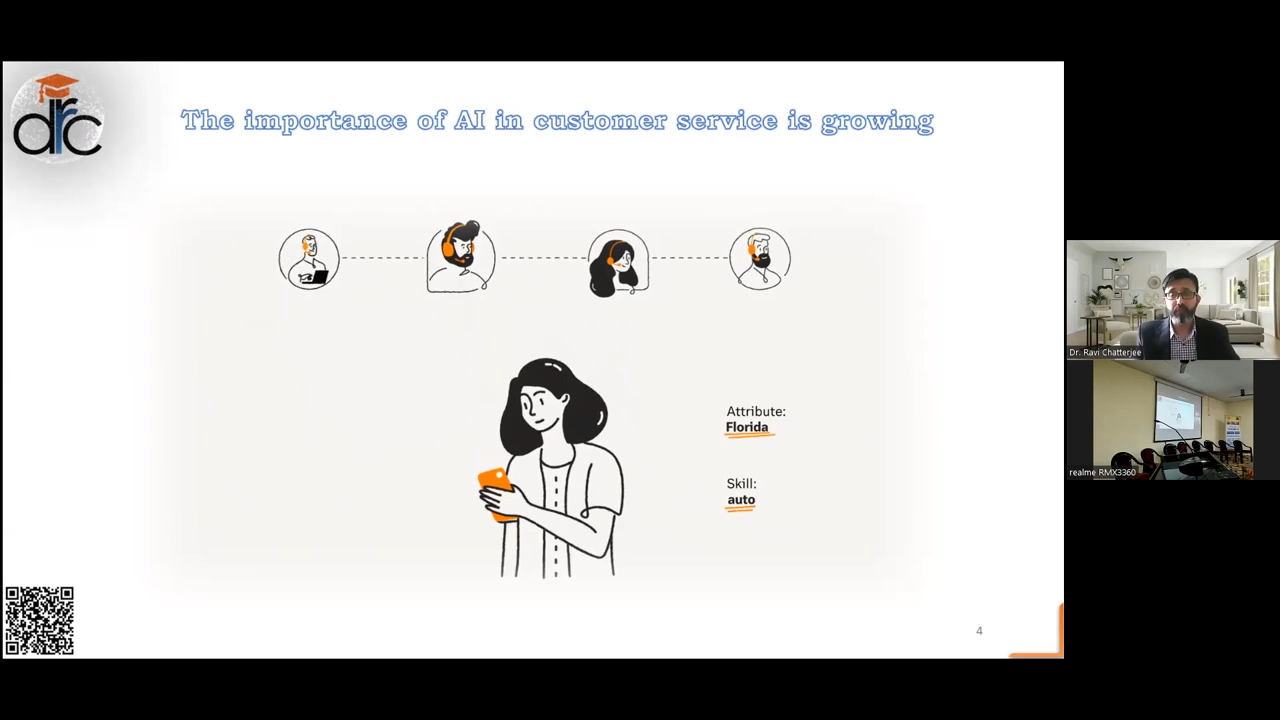 drc
The importance of AI in customer service is growing
Attribute:
Florida
Skill:
auto
4
Dr. Ravi Chatterjee
realme RMX3360